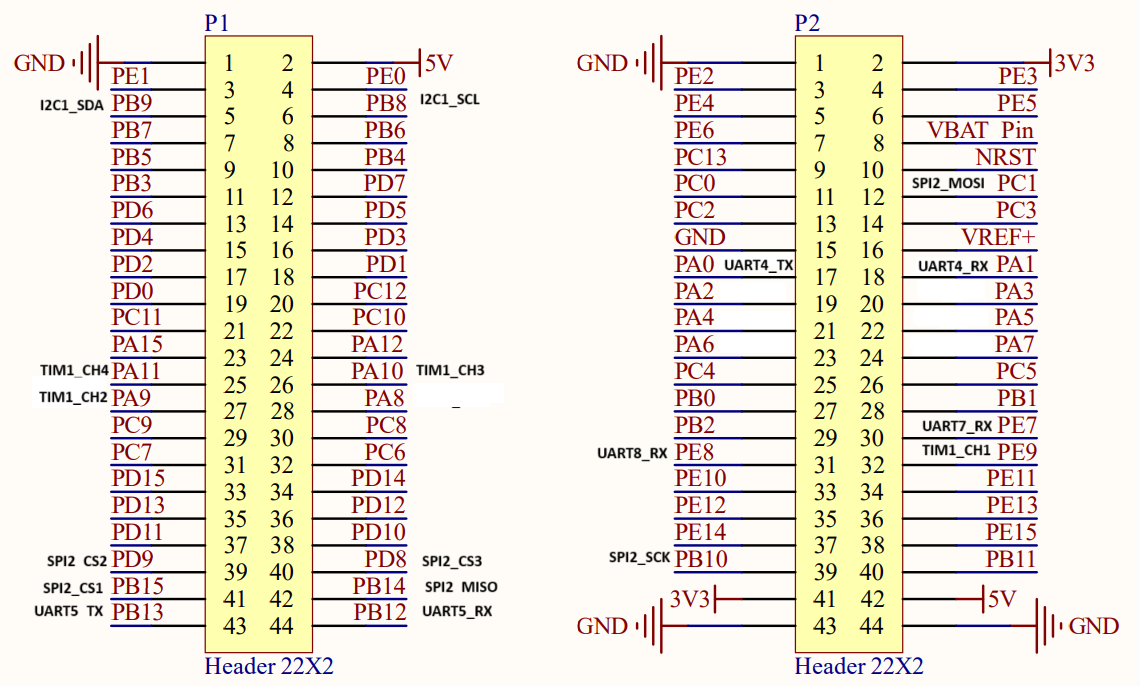 P1
GND 1 2 5V
PE1 3 4 PE0
I2C1_SDA PB9 5 6 PB8 I2C1_SCL
PB7 7 8 PB6
PB5 9 10 PB4
PB3 11 12 PD7
PD6 13 14 PD5
PD4 15 16 PD3
PD2 17 18 PD1
PD0 19 20 PC12
PC11 21 22 PC10
PA15 23 24 PA12
TIM1_CH4 PA11 25 26 PA10 TIM1_CH3
TIM1_CH2 PA9 27 28 PA8 _
PC9 29 30 PC8
PC7 31 32 PC6
PD15 33 34 PD14
PD13 35 36 PD12
PD11 37 38 PD10
SPI2 CS2 PD9 39 40 PD8 SPI2_CS3
SPI2_CS1 PB15 41 42 PB14 SPI2 MISO
UART5 TX PB13 43 44 PB12 UART5_RX
Header 22X2
P2
GND 1 2 3V3
PE2 3 4 PE3
PE4 5 6 PE5
PE6 7 8 VBAT Pin
PC13 9 10 NRST
PC0 11 12 SPI2_MOSI PC1
PC2 13 14 PC3
GND 15 16 VREF+
PA0 UART4_TX 17 18 UART4_RX PA1
PA2 19 20 PA3
PA4 21 22 PA5
PA6 23 24 PA7
PC4 25 26 PC5
PB0 27 28 PB1
PB2 29 30 UART7_RX PE7
UART8_RX PE8 31 32 TIM1_CH1 PE9
PE10 33 34 PE11
PE12 35 36 PE13
PE14 37 38 PE15
SPI2_SCK PB10 39 40 PB11
3V3 41 42 5V
GND 43 44 GND
Header 22X2